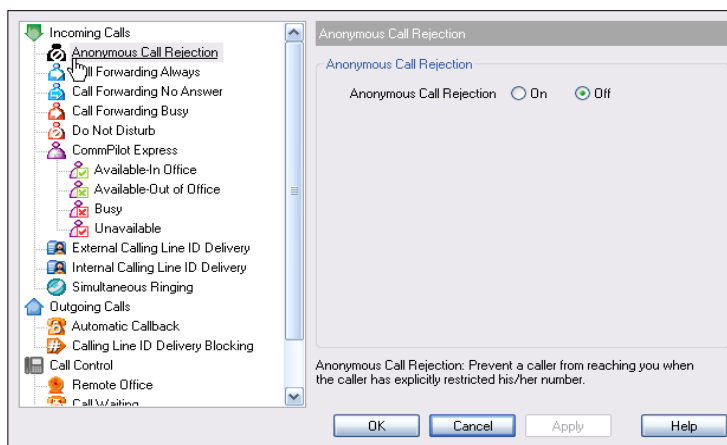 Incoming Calls
Anonymous Call Rejection
Call Forwarding Always
Call Forwarding No Answer
Call Forwarding Busy
Do Not Disturb
CommPilot Express
Available-In Office
Available-Out of Office
Busy
Unavailable
External Calling Line ID Delivery
Internal Calling Line ID Delivery
Simultaneous Ringing
Outgoing Calls
Automatic Callback
Calling Line ID Delivery Blocking
Call Control
Remote Office
Call Waiting
Anonymous Call Rejection
Anonymous Call Rejection
Anonymous Call Rejection On Off
Anonymous Call Rejection: Prevent a caller from reaching you when
the caller has explicitly restricted his/her number.
OK Cancel Apply Help